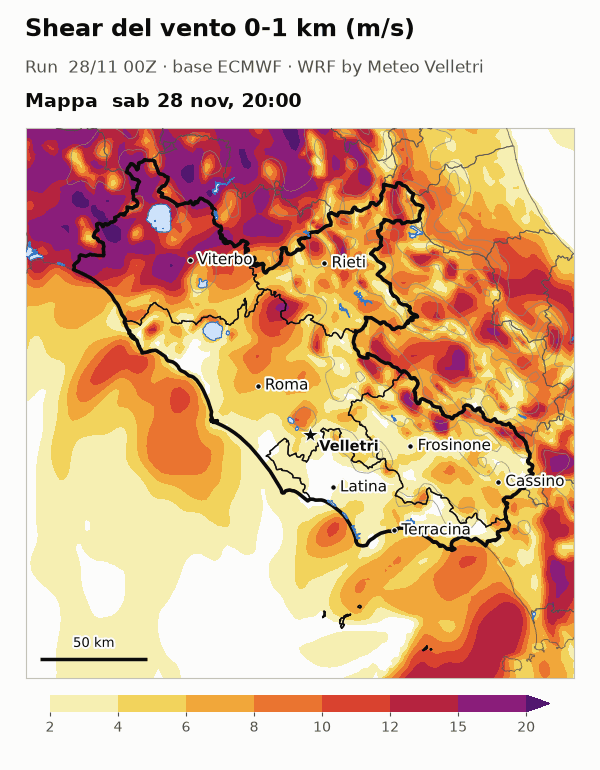 Shear del vento 0-1 km (m/s)
Run 28/11 00Z · base ECMWF · WRF by Meteo Velletri
Mappa sab 28 nov, 20:00
Viterbo
Rieti
Roma
Velletri
Frosinone
Cassino
Latina
Terracina
50 km
2 4 6 8 10 12 15 20